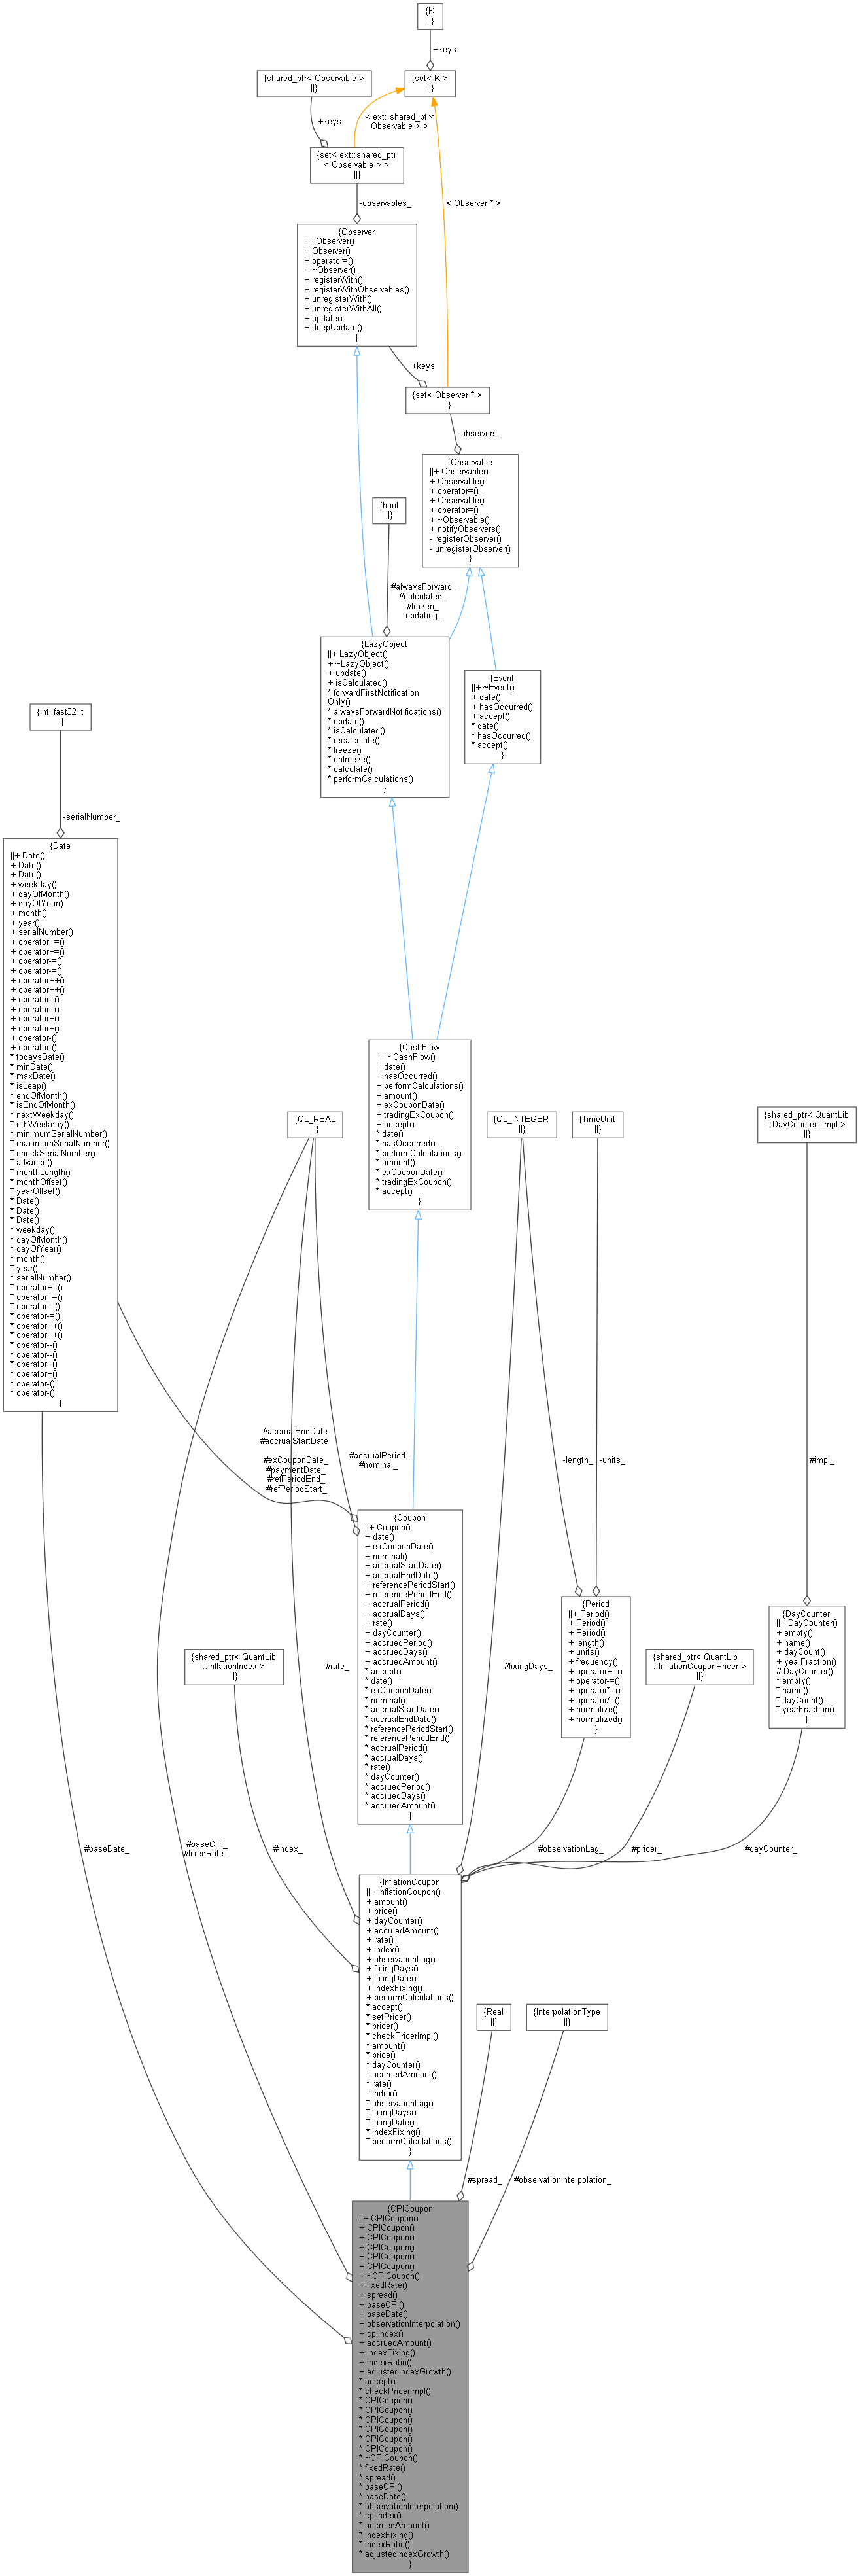 {K
||}
+keys
{shared_ptr< Observable >
||}
{set< K >
||}
+keys
< ext::shared_ptr<
Observable > >
{set< ext::shared_ptr
< Observable > >
||}
-observables_
< Observer * >
{Observer
||+ Observer()
+ Observer()
+ operator=()
+ ~Observer()
+ registerWith()
+ registerWithObservables()
+ unregisterWith()
+ unregisterWithAll()
+ update()
+ deepUpdate()
}
+keys
{set< Observer * >
||}
-observers_
{Observable
||+ Observable()
+ Observable()
+ operator=()
+ Observable()
+ operator=()
+ ~Observable()
+ notifyObservers()
- registerObserver()
- unregisterObserver()
}
{bool
||}
#alwaysForward_
#calculated_
#frozen_
-updating_
{LazyObject
||+ LazyObject()
+ ~LazyObject()
+ update()
+ isCalculated()
* forwardFirstNotification
Only()
* alwaysForwardNotifications()
* update()
* isCalculated()
* recalculate()
* freeze()
* unfreeze()
* calculate()
* performCalculations()
}
{Event
||+ ~Event()
+ date()
+ hasOccurred()
+ accept()
* date()
* hasOccurred()
* accept()
}
{int_fast32_t
||}
-serialNumber_
{Date
||+ Date()
+ Date()
+ Date()
+ weekday()
+ dayOfMonth()
+ dayOfYear()
+ month()
+ year()
+ serialNumber()
+ operator+=()
+ operator+=()
+ operator-=()
+ operator-=()
+ operator++()
+ operator++()
+ operator--()
+ operator--()
+ operator+()
+ operator+()
+ operator-()
+ operator-()
* todaysDate()
* minDate()
* maxDate()
* isLeap()
* endOfMonth()
* isEndOfMonth()
* nextWeekday()
* nthWeekday()
* minimumSerialNumber()
* maximumSerialNumber()
* checkSerialNumber()
* advance()
* monthLength()
* monthOffset()
* yearOffset()
* Date()
* Date()
* Date()
* weekday()
* dayOfMonth()
* dayOfYear()
* month()
* year()
* serialNumber()
* operator+=()
* operator+=()
* operator-=()
* operator-=()
* operator++()
* operator++()
* operator--()
* operator--()
* operator+()
* operator+()
* operator-()
* operator-()
}
{CashFlow
||+ ~CashFlow()
+ date()
+ hasOccurred()
+ performCalculations()
+ amount()
+ exCouponDate()
+ tradingExCoupon()
+ accept()
* date()
* hasOccurred()
* performCalculations()
* amount()
* exCouponDate()
* tradingExCoupon()
* accept()
}
{QL_REAL
||}
{QL_INTEGER
||}
{TimeUnit
||}
{shared_ptr< QuantLib
::DayCounter::Impl >
||}
#accrualEndDate_
#accrualStartDate
_
#exCouponDate_
#paymentDate_
#refPeriodEnd_
#refPeriodStart_
#accrualPeriod_
#nominal_
-length_
-units_
#impl_
{Coupon
||+ Coupon()
+ date()
+ exCouponDate()
+ nominal()
+ accrualStartDate()
+ accrualEndDate()
+ referencePeriodStart()
+ referencePeriodEnd()
+ accrualPeriod()
+ accrualDays()
+ rate()
+ dayCounter()
+ accruedPeriod()
+ accruedDays()
+ accruedAmount()
* accept()
* date()
* exCouponDate()
* nominal()
* accrualStartDate()
* accrualEndDate()
* referencePeriodStart()
* referencePeriodEnd()
* accrualPeriod()
* accrualDays()
* rate()
* dayCounter()
* accruedPeriod()
* accruedDays()
* accruedAmount()
}
{Period
||+ Period()
+ Period()
+ Period()
+ length()
+ units()
+ frequency()
+ operator+=()
+ operator-=()
+ operator*=()
+ operator/=()
+ normalize()
+ normalized()
}
{DayCounter
||+ DayCounter()
+ empty()
+ name()
+ dayCount()
+ yearFraction()
# DayCounter()
* empty()
* name()
* dayCount()
* yearFraction()
}
{shared_ptr< QuantLib
::InflationIndex >
||}
#rate_
#fixingDays_
{shared_ptr< QuantLib
::InflationCouponPricer >
||}
#baseDate_
#baseCPI_
#fixedRate_
#index_
#observationLag_
#pricer_
#dayCounter_
{InflationCoupon
||+ InflationCoupon()
+ amount()
+ price()
+ dayCounter()
+ accruedAmount()
+ rate()
+ index()
+ observationLag()
+ fixingDays()
+ fixingDate()
+ indexFixing()
+ performCalculations()
* accept()
* setPricer()
* pricer()
* checkPricerImpl()
* amount()
* price()
* dayCounter()
* accruedAmount()
* rate()
* index()
* observationLag()
* fixingDays()
* fixingDate()
* indexFixing()
* performCalculations()
}
{Real
||}
{InterpolationType
||}
#spread_
#observationInterpolation_
{CPICoupon
||+ CPICoupon()
+ CPICoupon()
+ CPICoupon()
+ CPICoupon()
+ CPICoupon()
+ CPICoupon()
+ ~CPICoupon()
+ fixedRate()
+ spread()
+ baseCPI()
+ baseDate()
+ observationInterpolation()
+ cpiIndex()
+ accruedAmount()
+ indexFixing()
+ indexRatio()
+ adjustedIndexGrowth()
* accept()
* checkPricerImpl()
* CPICoupon()
* CPICoupon()
* CPICoupon()
* CPICoupon()
* CPICoupon()
* CPICoupon()
* ~CPICoupon()
* fixedRate()
* spread()
* baseCPI()
* baseDate()
* observationInterpolation()
* cpiIndex()
* accruedAmount()
* indexFixing()
* indexRatio()
* adjustedIndexGrowth()
}